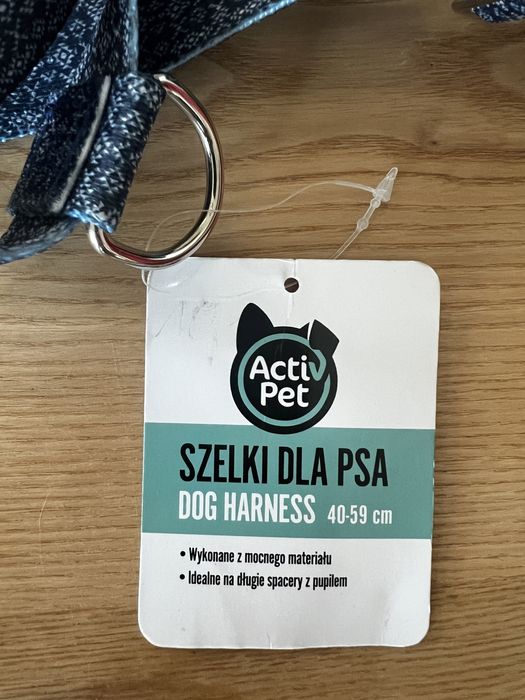 Activ
Pet
SZELKI DLA PSA
DOG HARNESS 40-59 cm
• Wykonane z mocnego materiału
• Idealne na długie spacery z pupilem